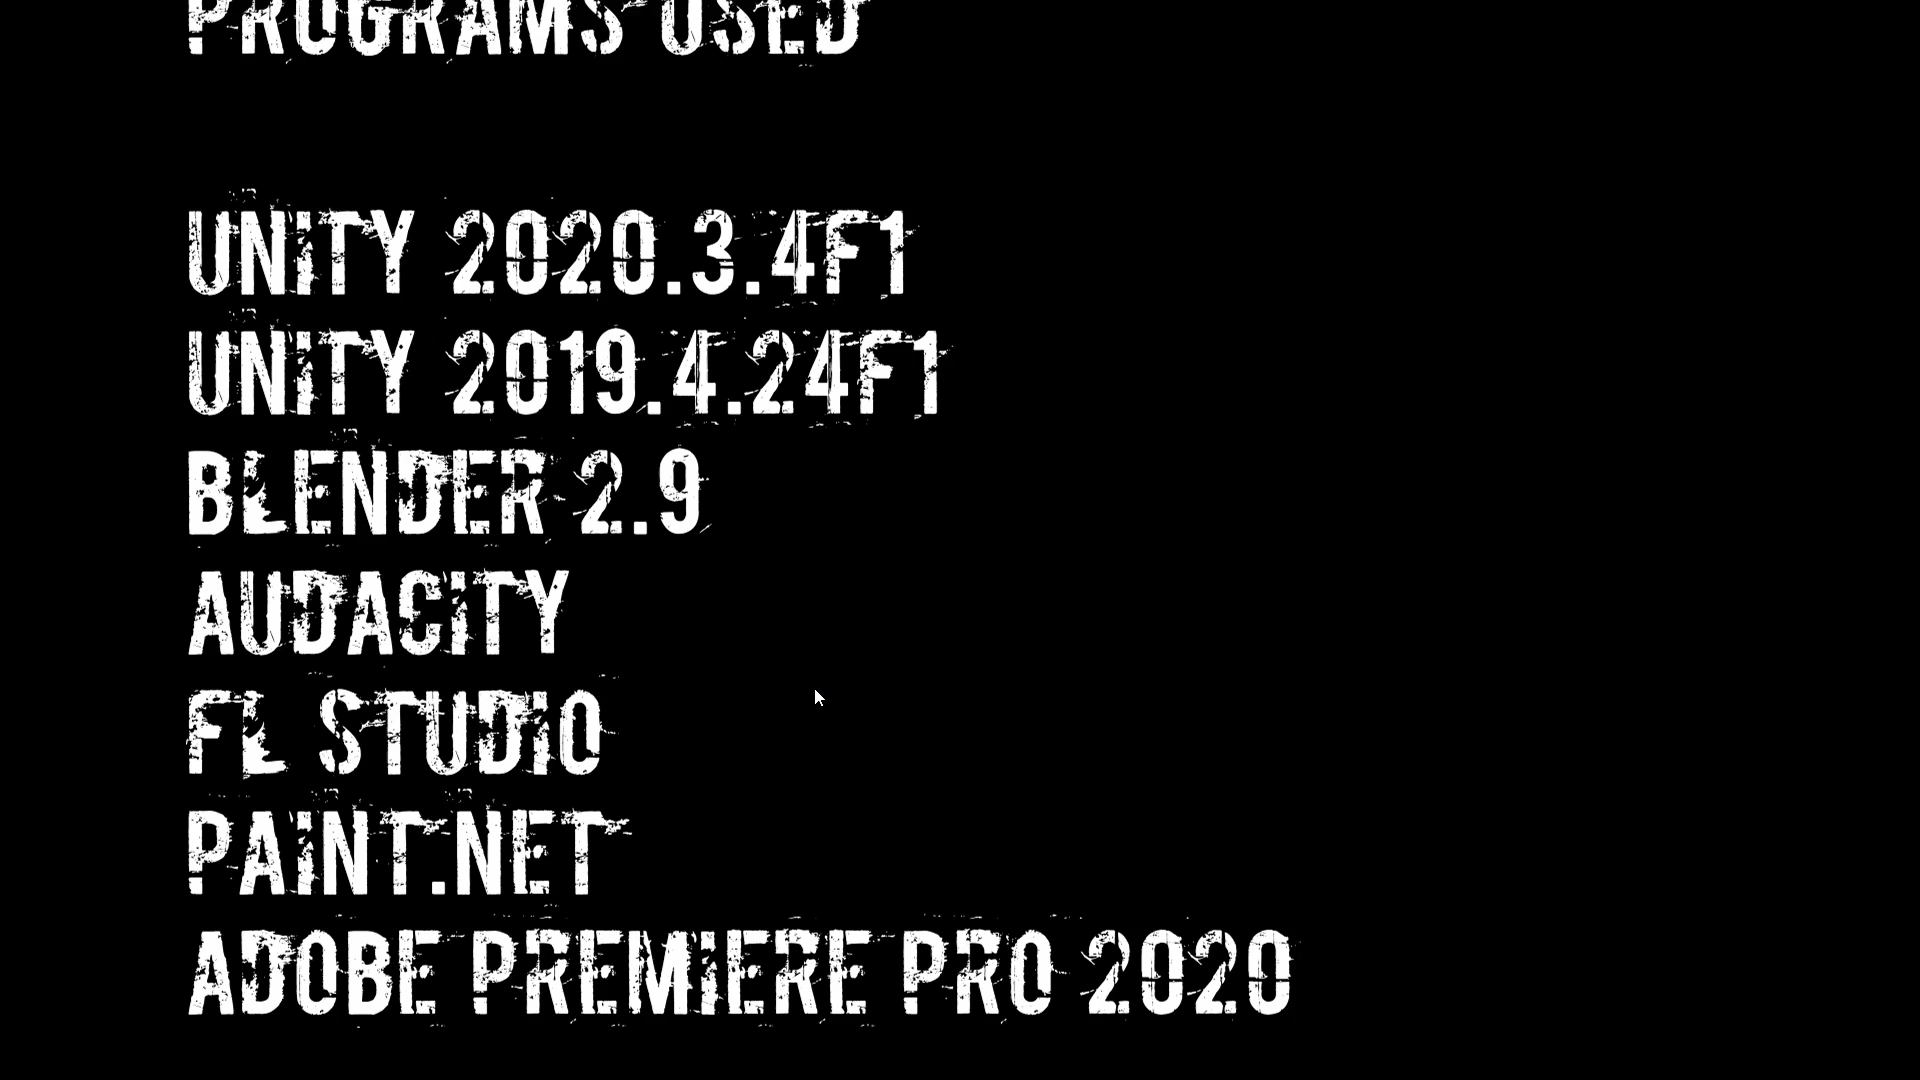 PROGRAMS USED
UNITY 2020.3.4F1
UNITY 2019.4.24F1
BLENDER 2.9
AUDACITY
FL STUDIO
PAINT.NET
ADOBE PREMIERE PRO 2020